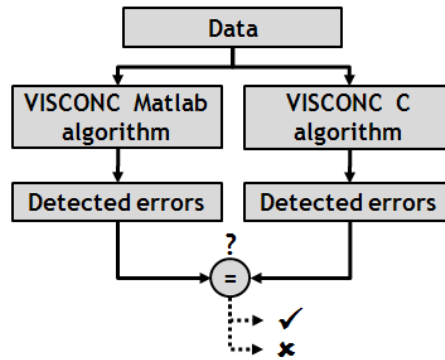 Data
VISCONC Matlab
algorithm
VISCONC C
algorithm
Detected errors
Detected errors
?
=
✓
✘